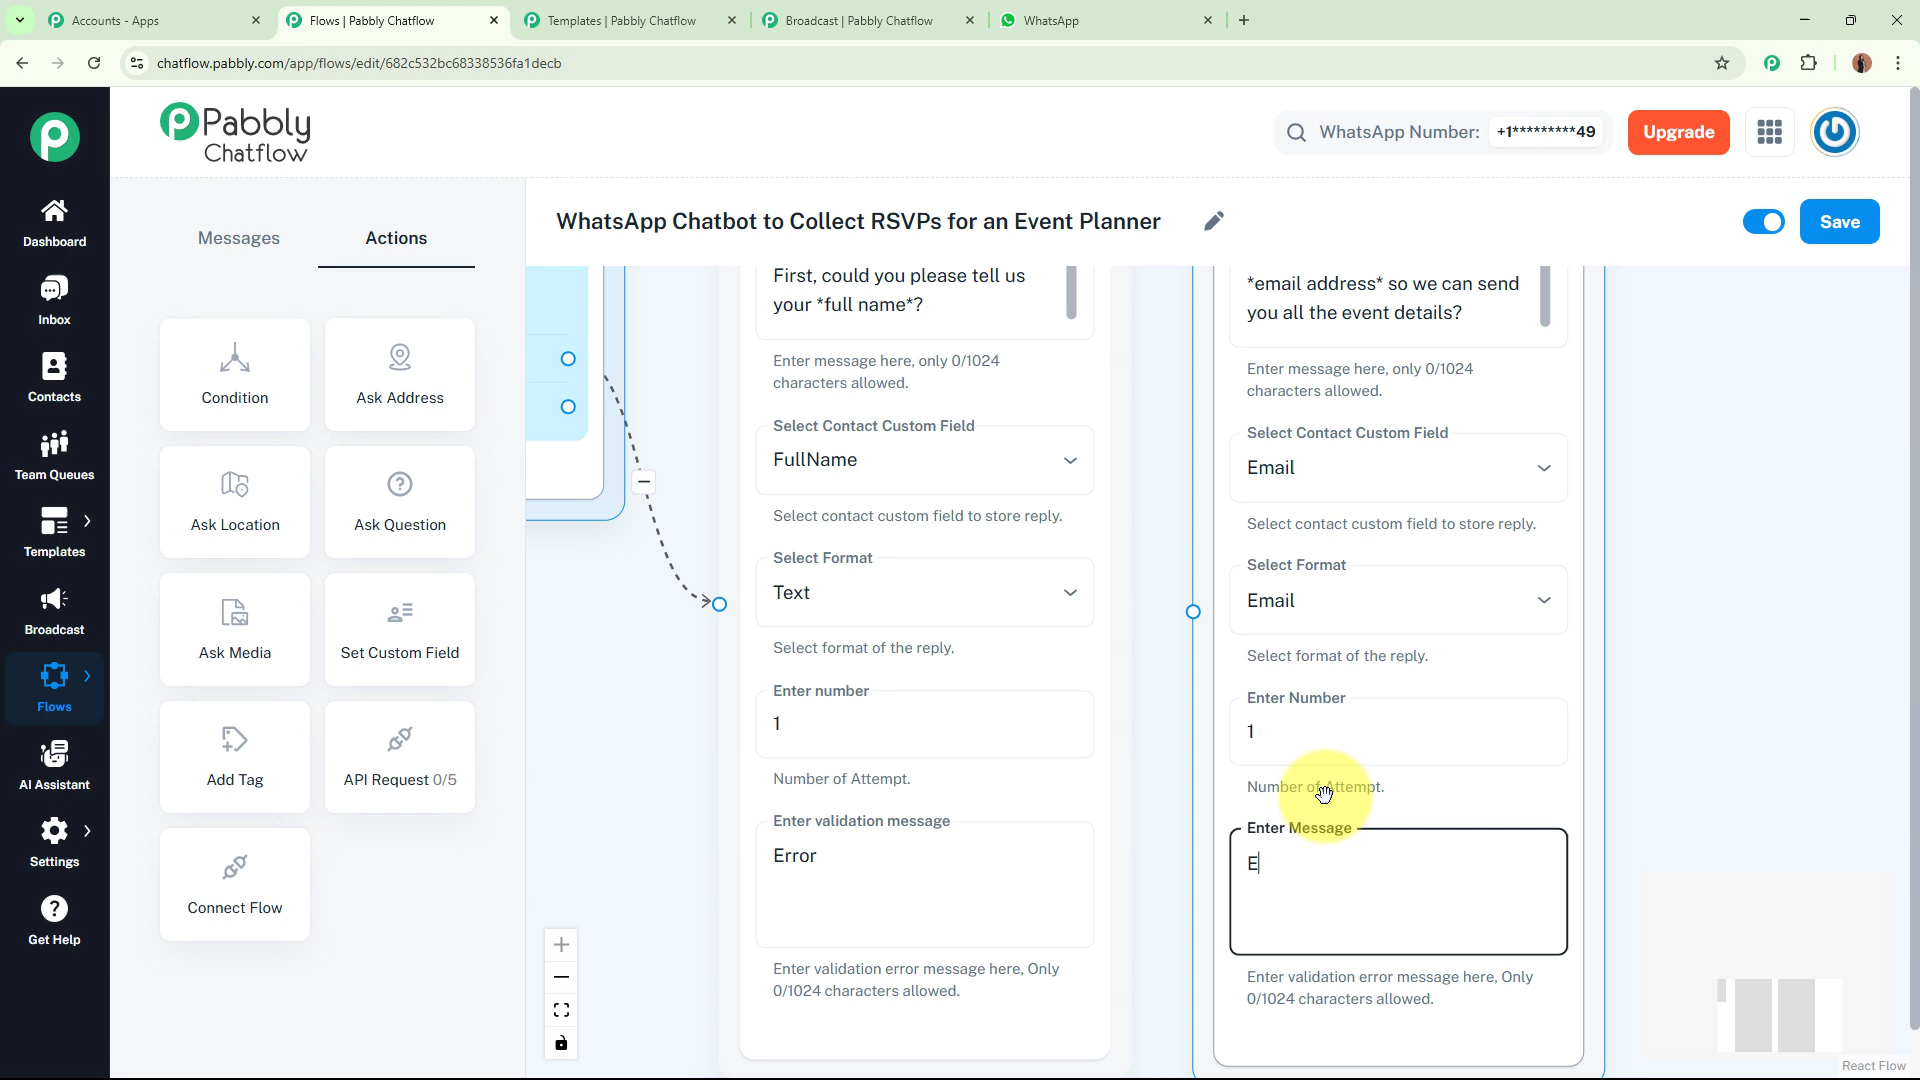 Accounts - Apps
Flows | Pabbly Chatflow
Templates | Pabbly Chatflow
Broadcast | Pabbly Chatflow
WhatsApp
chatflow.pabbly.com/app/flows/edit/682c532bc68338536fa1decb
Pabbly
Chatflow
WhatsApp Number: +1*********49
Upgrade
Dashboard
Inbox
Contacts
Team Queues
Templates
Broadcast
Flows
AI Assistant
Settings
Get Help
Messages
Actions
Condition
Ask Address
Ask Location
Ask Question
Ask Media
Set Custom Field
Add Tag
API Request 0/5
Connect Flow
WhatsApp Chatbot to Collect RSVPs for an Event Planner
Save
First, could you please tell us
your *full name*?
Enter message here, only 0/1024
characters allowed.
Select Contact Custom Field
FullName
Select contact custom field to store reply.
Select Format
Text
Select format of the reply.
Enter number
1
Number of Attempt.
Enter validation message
Error
Enter validation error message here, Only
0/1024 characters allowed.
*email address* so we can send
you all the event details?
Enter message here, only 0/1024
characters allowed.
Select Contact Custom Field
Email
Select contact custom field to store reply.
Select Format
Email
Select format of the reply.
Enter Number
1
Number of Attempt.
Enter Message
E
Enter validation error message here, Only
0/1024 characters allowed.
React Flow